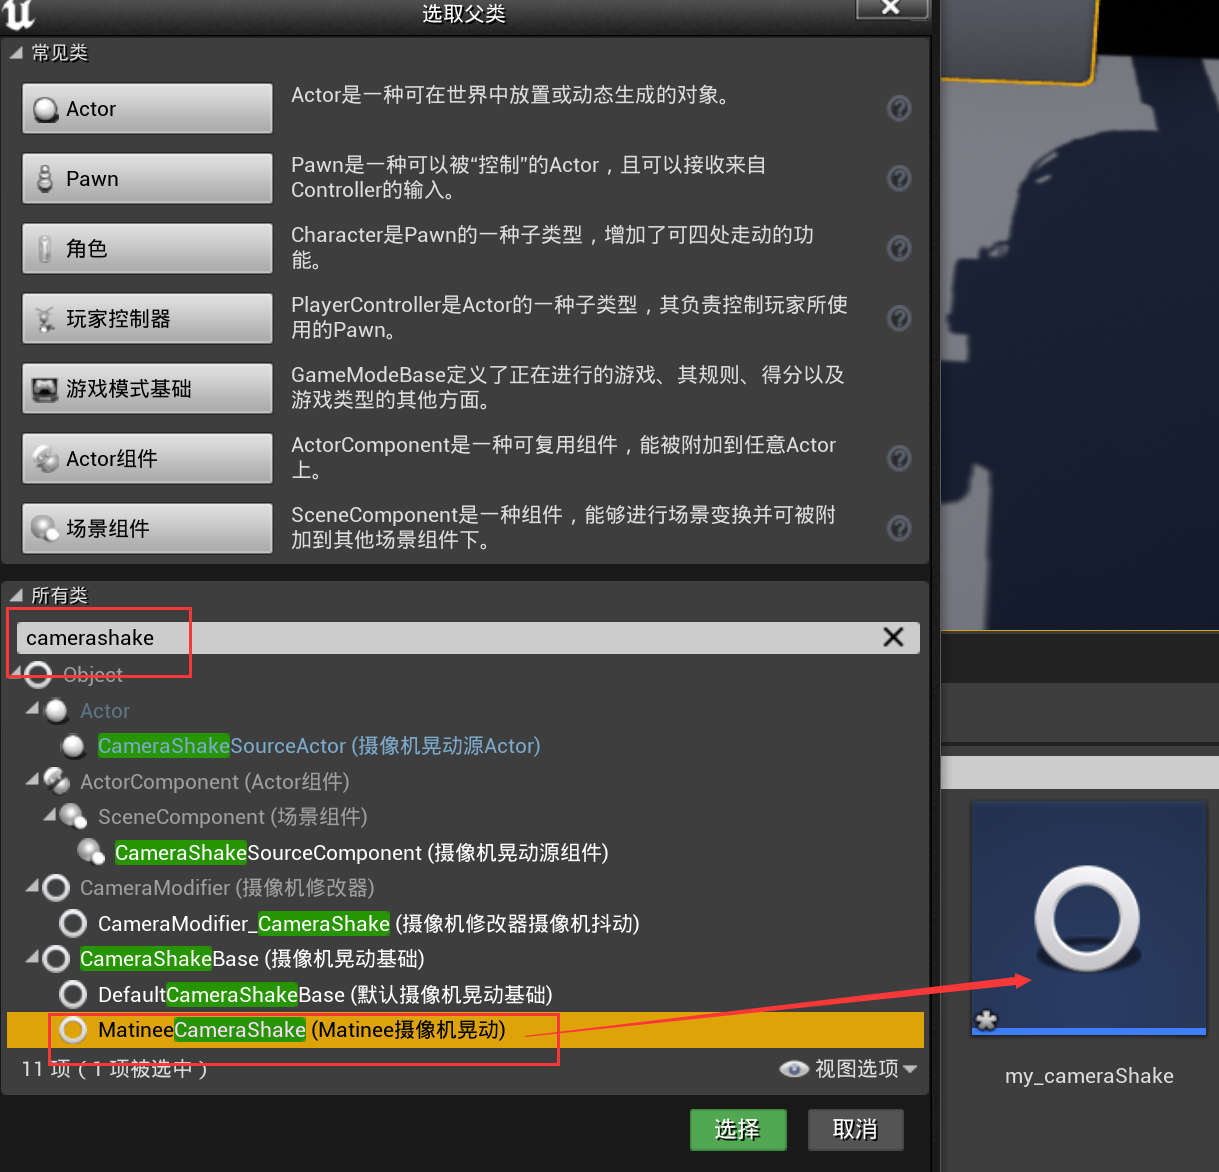 选取父类
常见类
Actor
Actor是一种可在世界中放置或动态生成的对象。
Pawn
Pawn是一种可以被“控制”的Actor，且可以接收来自
Controller的输入。
角色
Character是Pawn的一种子类型，增加了可四处走动的功
能。
玩家控制器
PlayerController是Actor的一种子类型，其负责控制玩家所使
用的Pawn。
游戏模式基础
GameModeBase定义了正在进行的游戏、其规则、得分以及
游戏类型的其他方面。
Actor组件
ActorComponent是一种可复用组件，能被附加到任意Actor
上。
场景组件
SceneComponent是一种组件，能够进行场景变换并可被附
加到其他场景组件下。
所有类
camerashake
Object
Actor
CameraShakeSourceActor (摄像机晃动源Actor)
ActorComponent (Actor组件)
SceneComponent (场景组件)
CameraShakeSourceComponent (摄像机晃动源组件)
CameraModifier (摄像机修改器)
CameraModifier_CameraShake (摄像机修改器摄像机抖动)
CameraShakeBase (摄像机晃动基础)
DefaultCameraShakeBase (默认摄像机晃动基础)
MatineeCameraShake (Matinee摄像机晃动)
11 项（1 项被选中）
视图选项
选择
取消
my_cameraShake